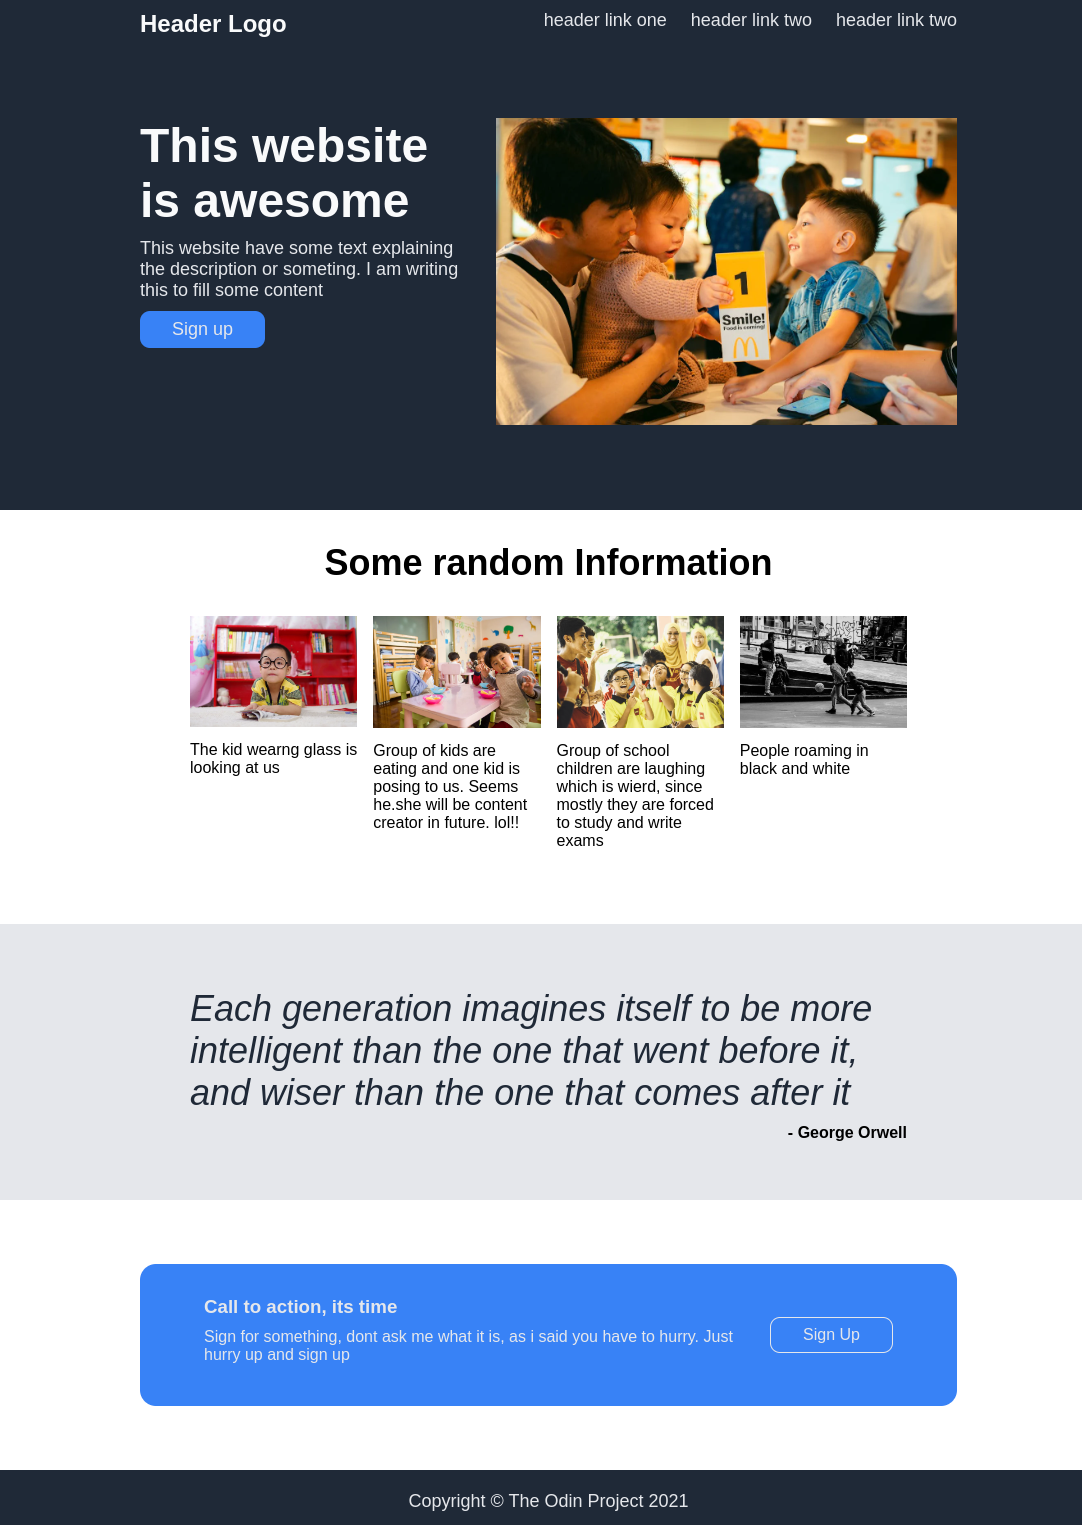 Header Logo
header link one
header link two
header link two
This website
is awesome
This website have some text explaining
the description or someting. I am writing
this to fill some content
Sign up
1
Smile!
Food is coming!
Some random Information
The kid wearng glass is
looking at us
Group of kids are
eating and one kid is
posing to us. Seems
he.she will be content
creator in future. lol!!
Group of school
children are laughing
which is wierd, since
mostly they are forced
to study and write
exams
People roaming in
black and white
Each generation imagines itself to be more
intelligent than the one that went before it,
and wiser than the one that comes after it
- George Orwell
Call to action, its time
Sign for something, dont ask me what it is, as i said you have to hurry. Just
hurry up and sign up
Sign Up
Copyright © The Odin Project 2021